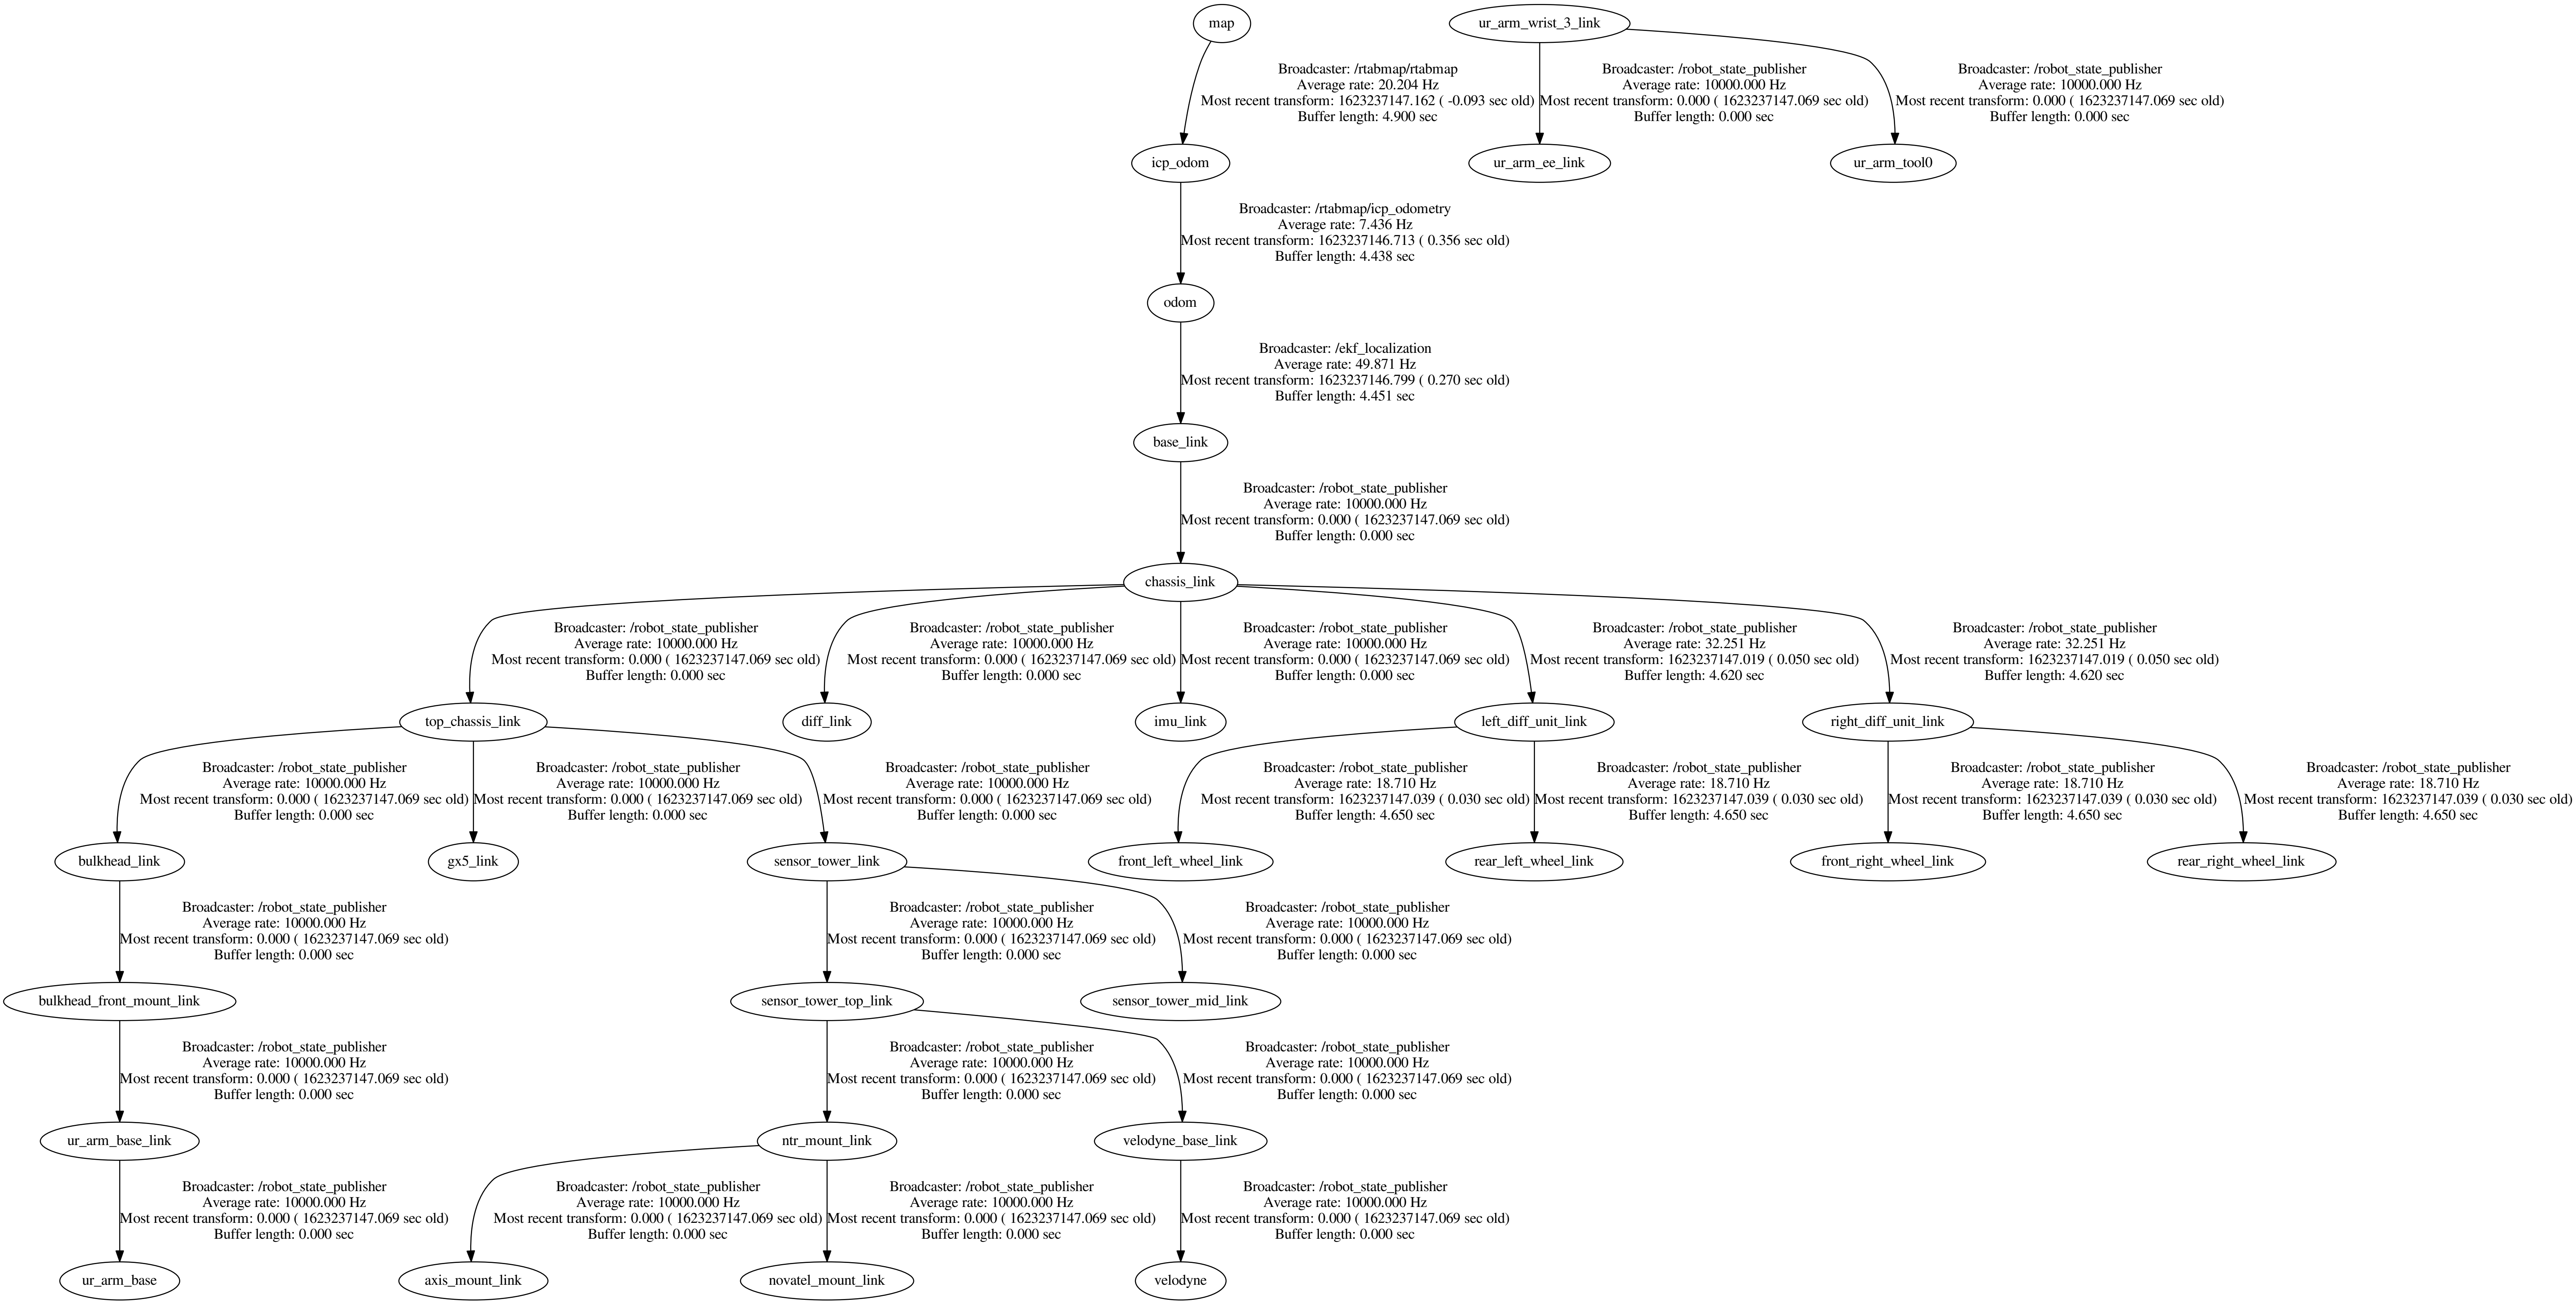 map
ur_arm_wrist_3_link
Broadcaster: /rtabmap/rtabmap
Average rate: 20.204 Hz
Most recent transform: 1623237147.162 ( -0.093 sec old)
Buffer length: 4.900 sec
Broadcaster: /robot_state_publisher
Average rate: 10000.000 Hz
Most recent transform: 0.000 ( 1623237147.069 sec old)
Buffer length: 0.000 sec
Broadcaster: /robot_state_publisher
Average rate: 10000.000 Hz
Most recent transform: 0.000 ( 1623237147.069 sec old)
Buffer length: 0.000 sec
icp_odom
ur_arm_ee_link
ur_arm_tool0
Broadcaster: /rtabmap/icp_odometry
Average rate: 7.436 Hz
Most recent transform: 1623237146.713 ( 0.356 sec old)
Buffer length: 4.438 sec
odom
Broadcaster: /ekf_localization
Average rate: 49.871 Hz
Most recent transform: 1623237146.799 ( 0.270 sec old)
Buffer length: 4.451 sec
base_link
Broadcaster: /robot_state_publisher
Average rate: 10000.000 Hz
Most recent transform: 0.000 ( 1623237147.069 sec old)
Buffer length: 0.000 sec
chassis_link
Broadcaster: /robot_state_publisher
Average rate: 10000.000 Hz
Most recent transform: 0.000 ( 1623237147.069 sec old)
Buffer length: 0.000 sec
Broadcaster: /robot_state_publisher
Average rate: 10000.000 Hz
Most recent transform: 0.000 ( 1623237147.069 sec old)
Buffer length: 0.000 sec
Broadcaster: /robot_state_publisher
Average rate: 10000.000 Hz
Most recent transform: 0.000 ( 1623237147.069 sec old)
Buffer length: 0.000 sec
Broadcaster: /robot_state_publisher
Average rate: 32.251 Hz
Most recent transform: 1623237147.019 ( 0.050 sec old)
Buffer length: 4.620 sec
Broadcaster: /robot_state_publisher
Average rate: 32.251 Hz
Most recent transform: 1623237147.019 ( 0.050 sec old)
Buffer length: 4.620 sec
top_chassis_link
diff_link
imu_link
left_diff_unit_link
right_diff_unit_link
Broadcaster: /robot_state_publisher
Average rate: 10000.000 Hz
Most recent transform: 0.000 ( 1623237147.069 sec old)
Buffer length: 0.000 sec
Broadcaster: /robot_state_publisher
Average rate: 10000.000 Hz
Most recent transform: 0.000 ( 1623237147.069 sec old)
Buffer length: 0.000 sec
Broadcaster: /robot_state_publisher
Average rate: 10000.000 Hz
Most recent transform: 0.000 ( 1623237147.069 sec old)
Buffer length: 0.000 sec
Broadcaster: /robot_state_publisher
Average rate: 18.710 Hz
Most recent transform: 1623237147.039 ( 0.030 sec old)
Buffer length: 4.650 sec
Broadcaster: /robot_state_publisher
Average rate: 18.710 Hz
Most recent transform: 1623237147.039 ( 0.030 sec old)
Buffer length: 4.650 sec
Broadcaster: /robot_state_publisher
Average rate: 18.710 Hz
Most recent transform: 1623237147.039 ( 0.030 sec old)
Buffer length: 4.650 sec
Broadcaster: /robot_state_publisher
Average rate: 18.710 Hz
Most recent transform: 1623237147.039 ( 0.030 sec old)
Buffer length: 4.650 sec
bulkhead_link
gx5_link
sensor_tower_link
front_left_wheel_link
rear_left_wheel_link
front_right_wheel_link
rear_right_wheel_link
Broadcaster: /robot_state_publisher
Average rate: 10000.000 Hz
Most recent transform: 0.000 ( 1623237147.069 sec old)
Buffer length: 0.000 sec
Broadcaster: /robot_state_publisher
Average rate: 10000.000 Hz
Most recent transform: 0.000 ( 1623237147.069 sec old)
Buffer length: 0.000 sec
Broadcaster: /robot_state_publisher
Average rate: 10000.000 Hz
Most recent transform: 0.000 ( 1623237147.069 sec old)
Buffer length: 0.000 sec
bulkhead_front_mount_link
sensor_tower_top_link
sensor_tower_mid_link
Broadcaster: /robot_state_publisher
Average rate: 10000.000 Hz
Most recent transform: 0.000 ( 1623237147.069 sec old)
Buffer length: 0.000 sec
Broadcaster: /robot_state_publisher
Average rate: 10000.000 Hz
Most recent transform: 0.000 ( 1623237147.069 sec old)
Buffer length: 0.000 sec
Broadcaster: /robot_state_publisher
Average rate: 10000.000 Hz
Most recent transform: 0.000 ( 1623237147.069 sec old)
Buffer length: 0.000 sec
ur_arm_base_link
ntr_mount_link
velodyne_base_link
Broadcaster: /robot_state_publisher
Average rate: 10000.000 Hz
Most recent transform: 0.000 ( 1623237147.069 sec old)
Buffer length: 0.000 sec
Broadcaster: /robot_state_publisher
Average rate: 10000.000 Hz
Most recent transform: 0.000 ( 1623237147.069 sec old)
Buffer length: 0.000 sec
Broadcaster: /robot_state_publisher
Average rate: 10000.000 Hz
Most recent transform: 0.000 ( 1623237147.069 sec old)
Buffer length: 0.000 sec
Broadcaster: /robot_state_publisher
Average rate: 10000.000 Hz
Most recent transform: 0.000 ( 1623237147.069 sec old)
Buffer length: 0.000 sec
ur_arm_base
axis_mount_link
novatel_mount_link
velodyne